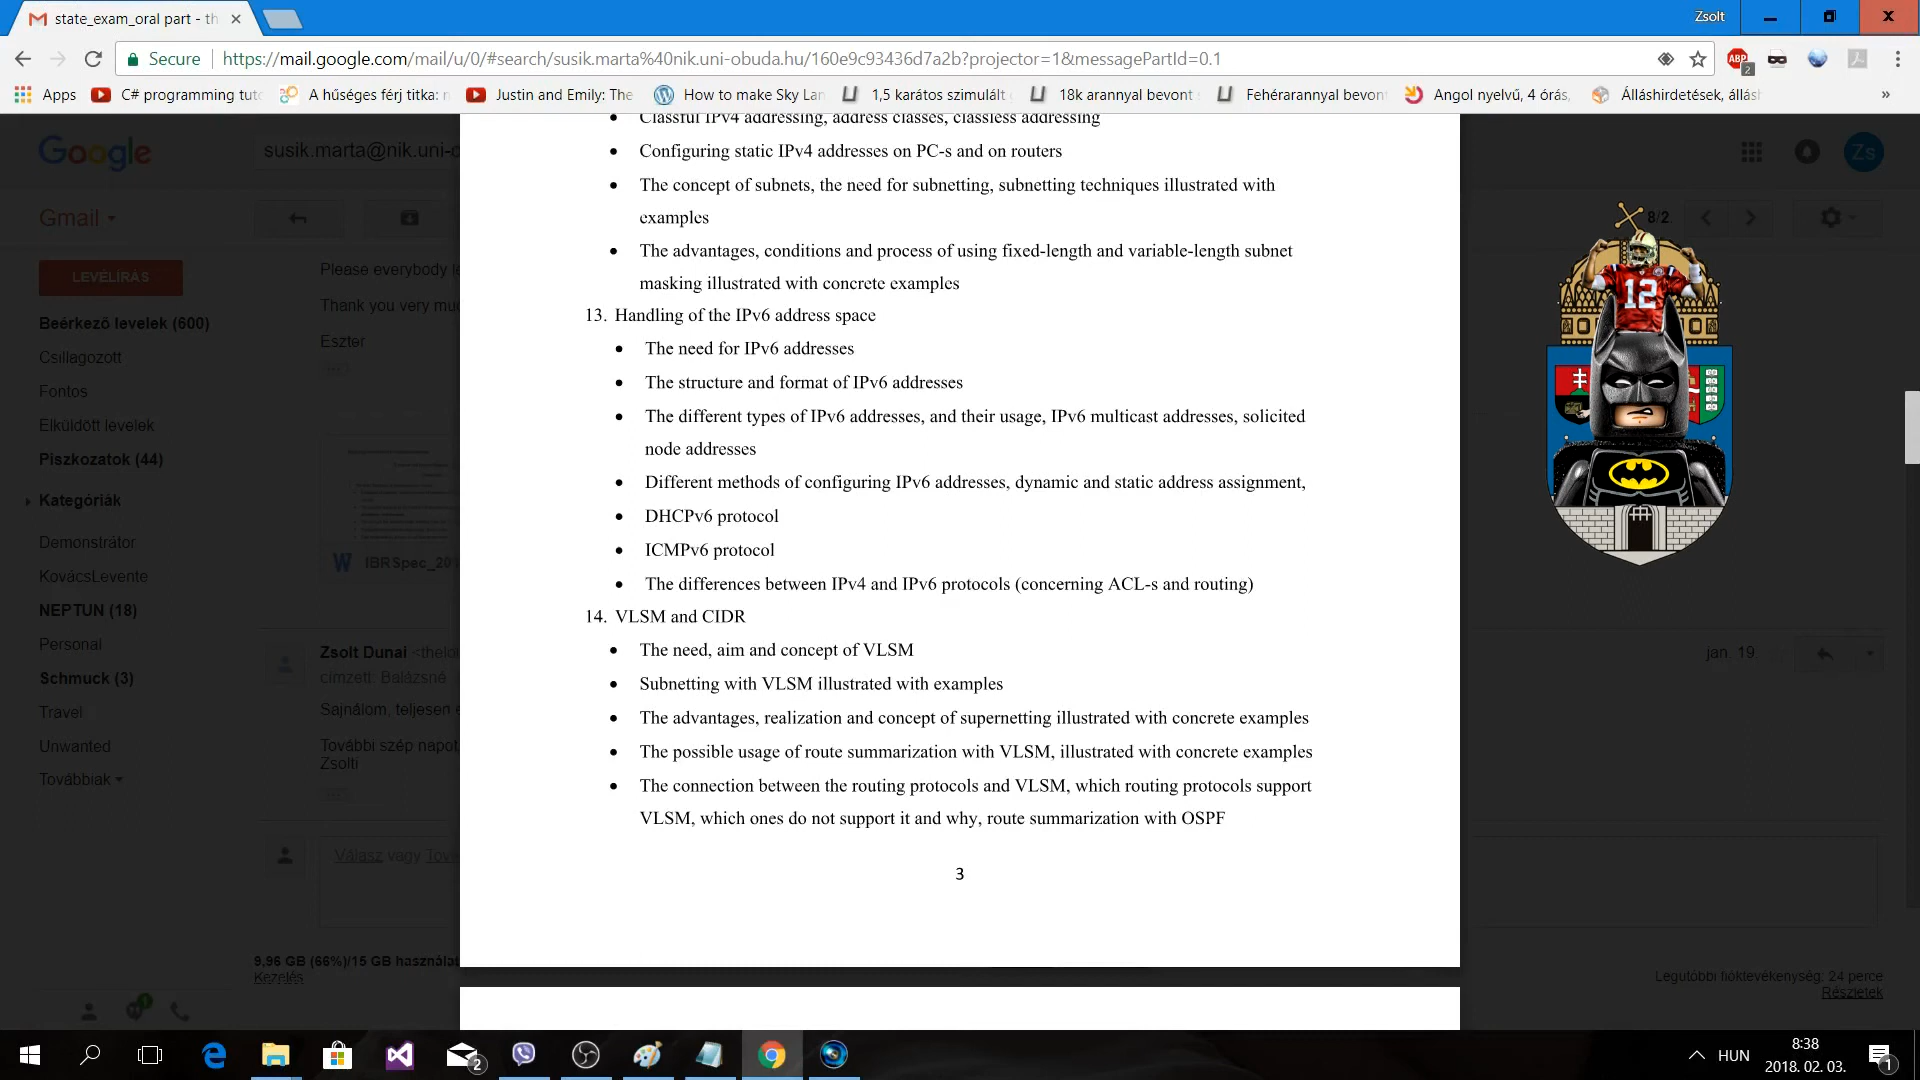 state_exam_oral part - th
Zsolt
Secure
https://mail.google.com/mail/u/0/#search/susik.marta%40nik.uni-obuda.hu/160e9c93436d7a2b?projector=1&messagePartId=0.1
ABP
2
Apps
C# programming tuto
A hűséges férj titka:
Justin and Emily: The
How to make Sky Lan
1,5 karátos szimulált
18k arannyal bevont
Fehérarannyal bevon
Angol nyelvű, 4 órás,
Álláshirdetések, állás
»
Google
susik.marta@nik.uni-o
Zs
Gmail
8/2
LEVÉLÍRÁS
Beérkező levelek (600)
Csillagozott
Fontos
Elküldött levelek
Piszkozatok (44)
Kategóriák
Demonstrátor
KovácsLevente
NEPTUN (18)
Personal
Schmuck (3)
Travel
Unwanted
Továbbiak
Please everybody le
Thank you very mu
Eszter
W IBRSpec_201
Zsolt Dunai <thelo
címzett: Balázsné
Sajnálom, teljesen e
További szép napot,
Zsolti
jan. 19.
Válasz vagy Tová
9,96 GB (66%)/15 GB használat
Kezelés
Legutóbbi fióktevékenység: 24 perce
Részletek
1
• Classful IPv4 addressing, address classes, classless addressing
• Configuring static IPv4 addresses on PC-s and on routers
• The concept of subnets, the need for subnetting, subnetting techniques illustrated with
examples
• The advantages, conditions and process of using fixed-length and variable-length subnet
masking illustrated with concrete examples
13. Handling of the IPv6 address space
• The need for IPv6 addresses
• The structure and format of IPv6 addresses
• The different types of IPv6 addresses, and their usage, IPv6 multicast addresses, solicited
node addresses
• Different methods of configuring IPv6 addresses, dynamic and static address assignment,
• DHCPv6 protocol
• ICMPv6 protocol
• The differences between IPv4 and IPv6 protocols (concerning ACL-s and routing)
14. VLSM and CIDR
• The need, aim and concept of VLSM
• Subnetting with VLSM illustrated with examples
• The advantages, realization and concept of supernetting illustrated with concrete examples
• The possible usage of route summarization with VLSM, illustrated with concrete examples
• The connection between the routing protocols and VLSM, which routing protocols support
VLSM, which ones do not support it and why, route summarization with OSPF
3
12
2
HUN
8:38
2018. 02. 03.
1